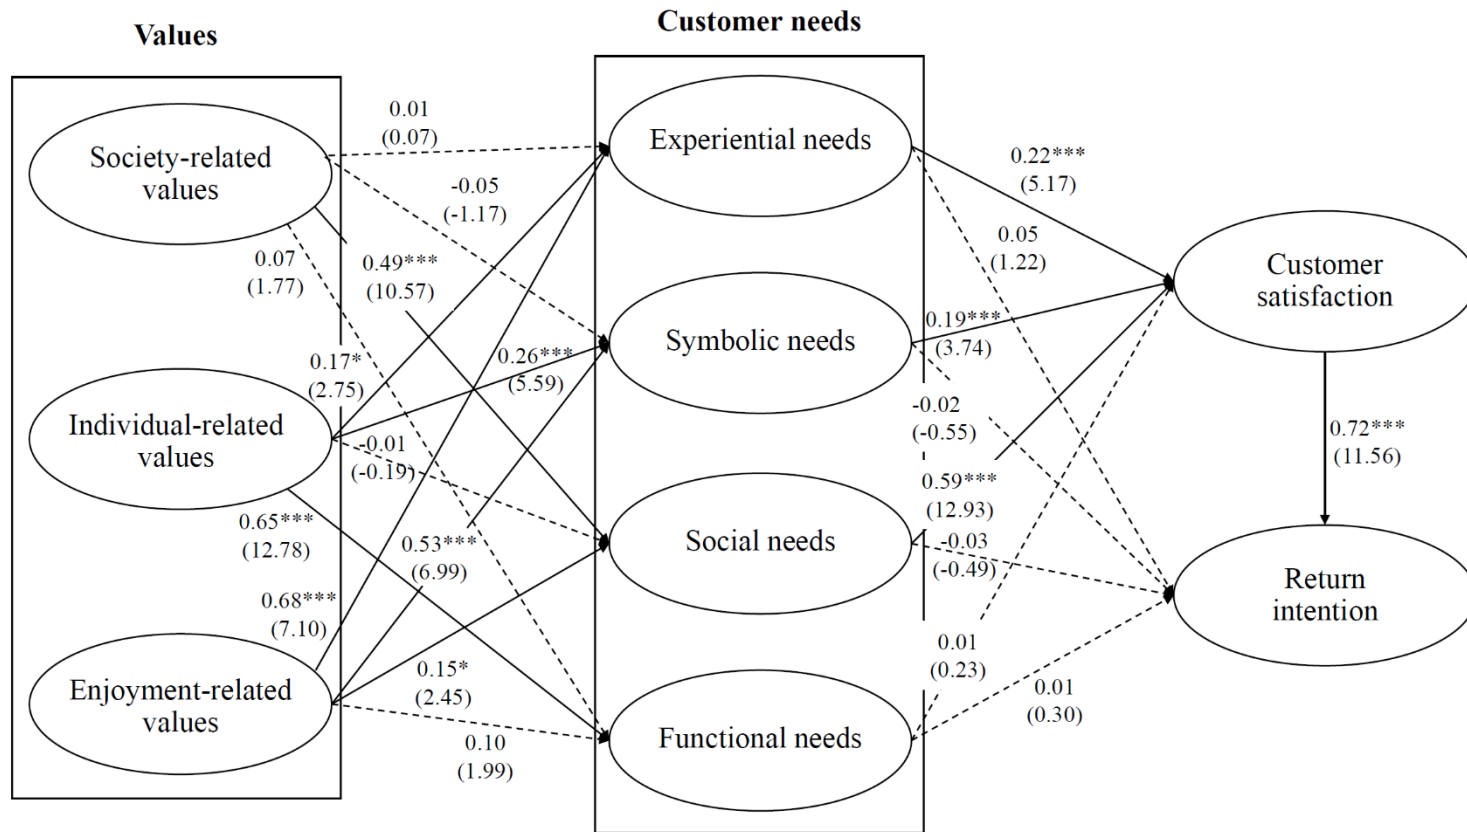 Values
Customer needs
Society-related
values
Individual-related
values
Enjoyment-related
values
0.01
(0.07)
-0.05
(-1.17)
0.49***
(10.57)
0.07
(1.77)
0.17*
(2.75)
0.26***
(5.59)
-0.01
(-0.19)
0.65***
(12.78)
0.68***
(7.10)
0.53***
(6.99)
0.15*
(2.45)
0.10
(1.99)
Experiential needs
Symbolic needs
Social needs
Functional needs
0.22***
(5.17)
0.05
(1.22)
0.19***
(3.74)
-0.02
(-0.55)
0.59***
(12.93)
-0.03
(-0.49)
0.01
(0.23)
0.01
(0.30)
Customer
satisfaction
0.72***
(11.56)
Return
intention